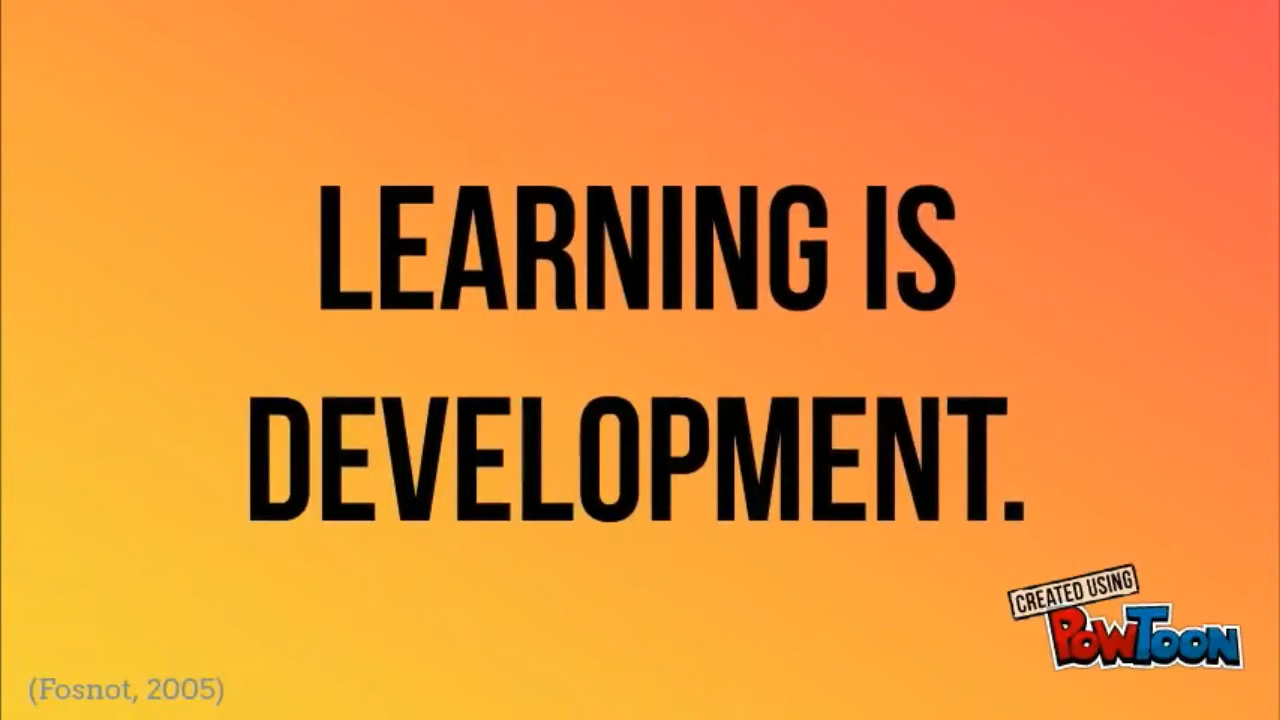 LEARNING IS
DEVELOPMENT.
CREATED USING
POWTOON
(Fosnot, 2005)